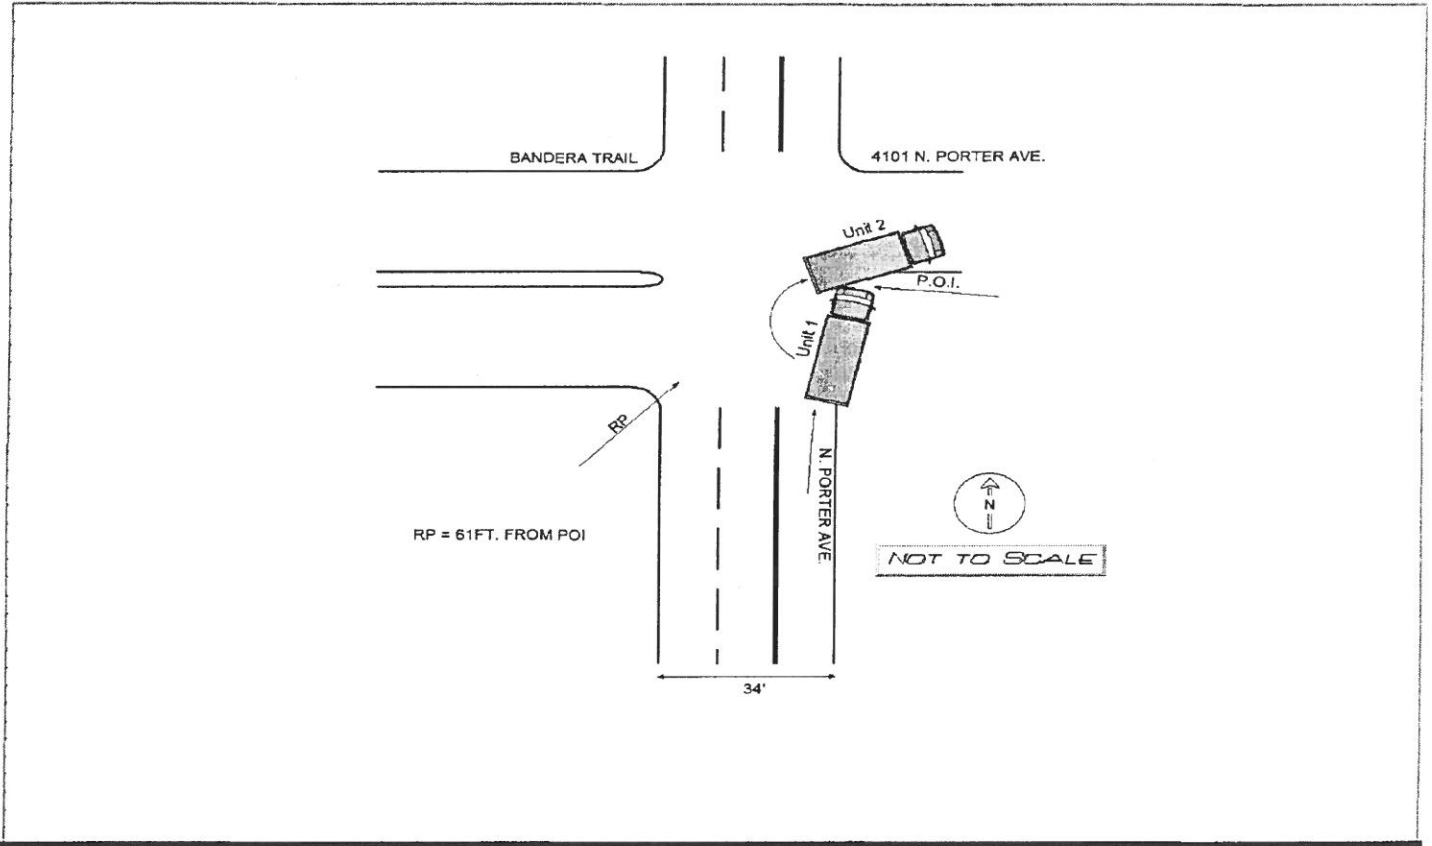 BANDERA TRAIL
4101 N. PORTER AVE.
Unit 2
P.O.I.
Unit 1
RP
N. PORTER AVE.
N
RP = 61FT. FROM POI
NOT TO SCALE
34'